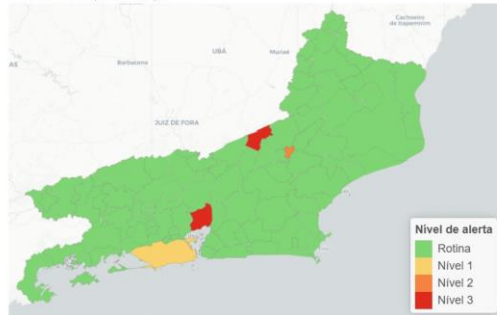 Cachoeiro
de Itapemirim
UBÁ
Muriaé
Barbacena
JUIZ DE FORA
Nível de alerta
Rotina
Nível 1
Nível 2
Nível 3